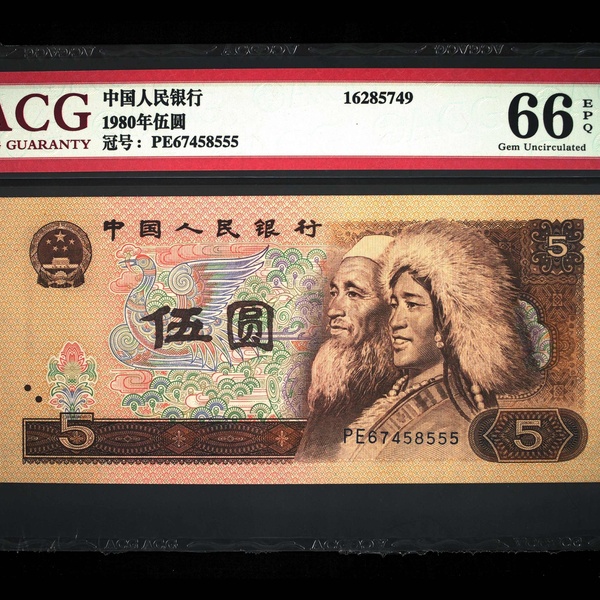 ACG
G GUARANTY
中国人民银行
1980年伍圆
冠号：PE67458555
16285749
66
EPQ
Gem Uncirculated
中国人民银行
5
伍圆
5
PE67458555
5